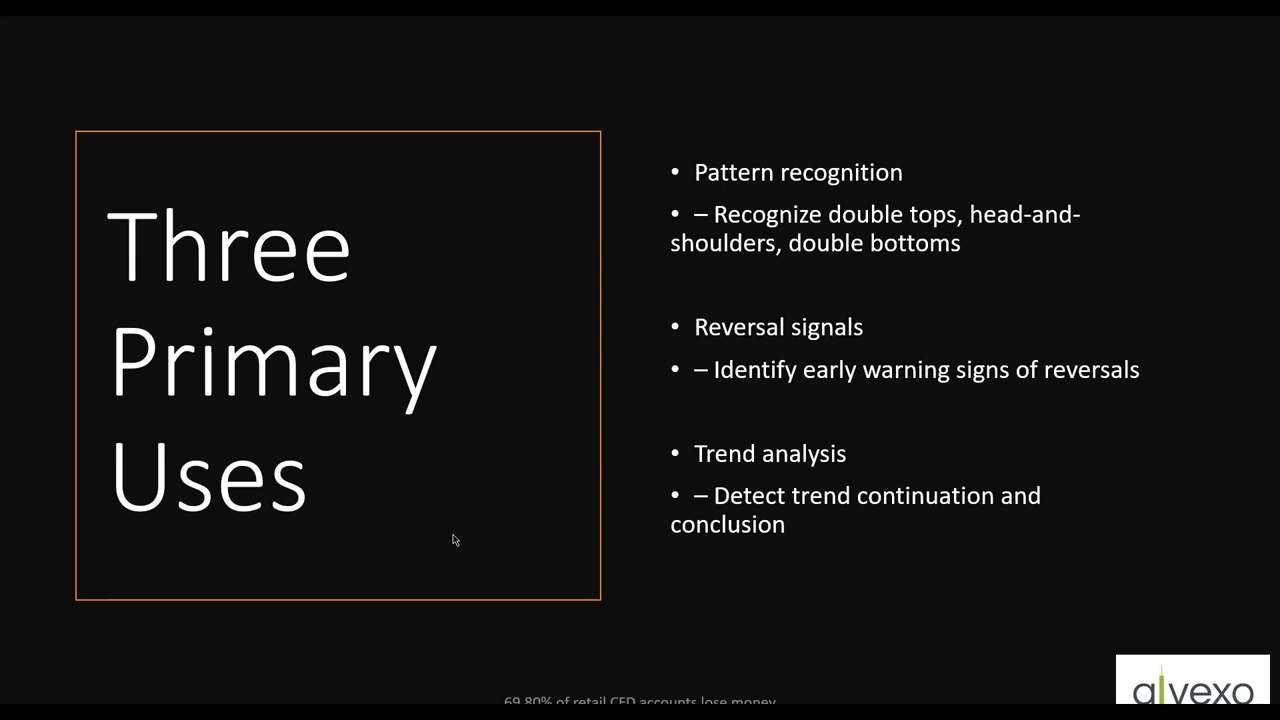 Three
Primary
Uses
• Pattern recognition
• – Recognize double tops, head-and-
shoulders, double bottoms
• Reversal signals
• – Identify early warning signs of reversals
• Trend analysis
• – Detect trend continuation and
conclusion
69.80% of retail CFD accounts lose money
alvexo